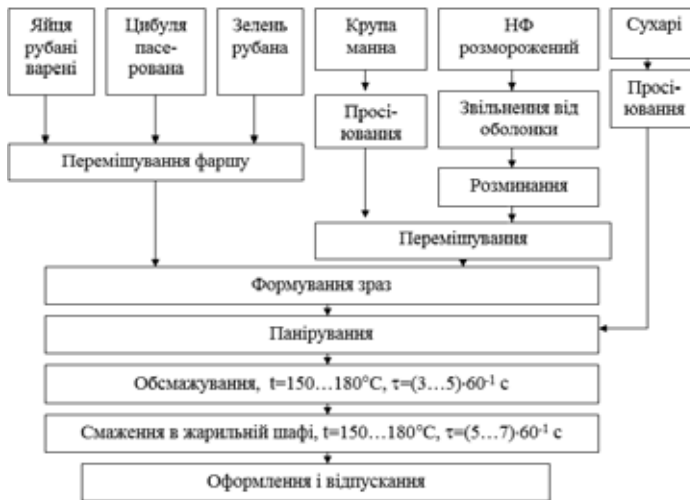 Яйця
рубані
варені
Цибуля
пасе-
рована
Зелень
рубана
Крупа
манна
НФ
розморожений
Сухарі
Просі-
ювання
Звільнення від
оболонки
Просі-
ювання
Перемішування фаршу
Розминання
Перемішування
Формування зраз
Панірування
Обсмажування, t=150…180°С, τ=(3…5)·60⁻¹ с
Смаження в жарильній шафі, t=150…180°С, τ=(5…7)·60⁻¹ с
Оформлення і відпускання